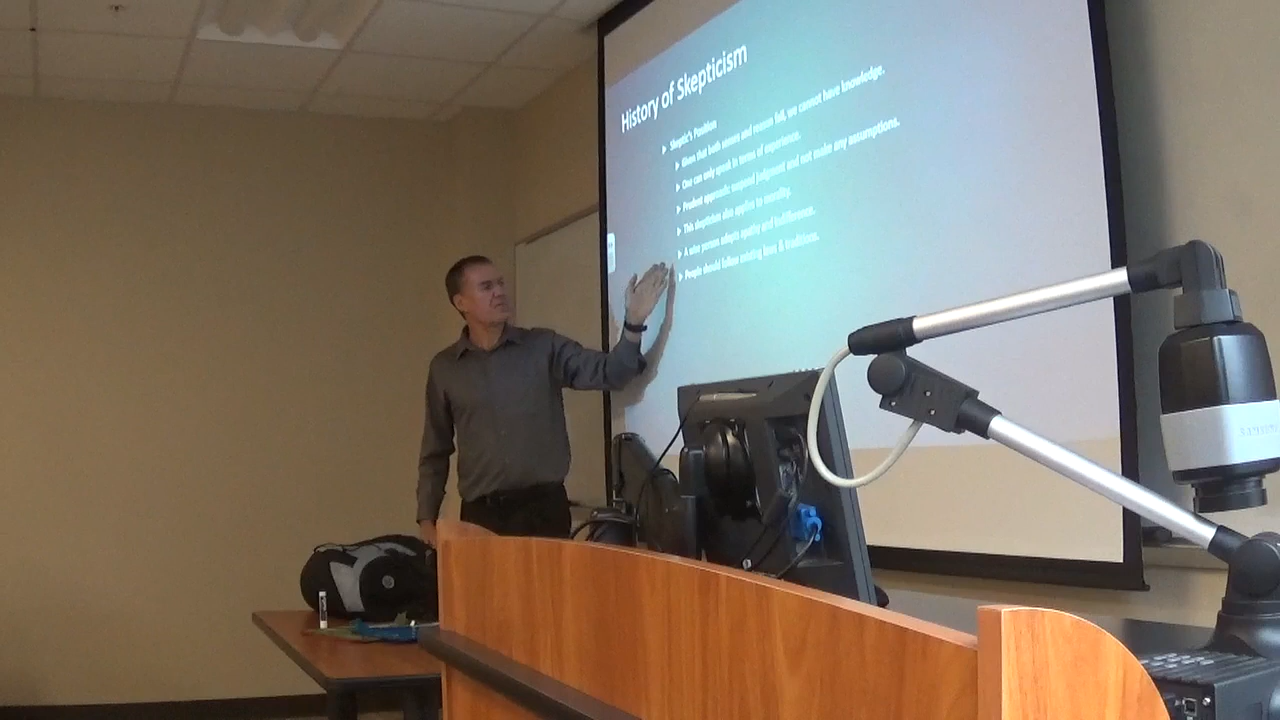 History of Skepticism
Skeptic's Position
Given that both senses and reason fail, we cannot have knowledge.
One can only speak in terms of experience.
Prudent approach: suspend judgment and not make any assumptions.
This skepticism also applies to morality.
A wise person adopts apathy and indifference.
People should follow existing laws & traditions.
SAMSUNG